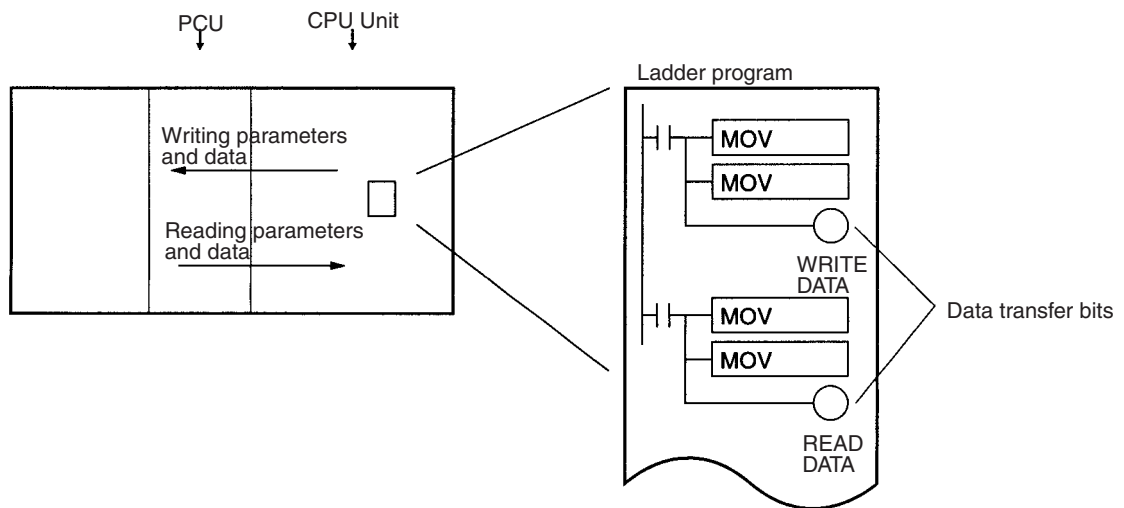 PCU
CPU Unit
Ladder program
Writing parameters
and data
Reading parameters
and data
MOV
MOV
WRITE
DATA
MOV
MOV
READ
DATA
Data transfer bits